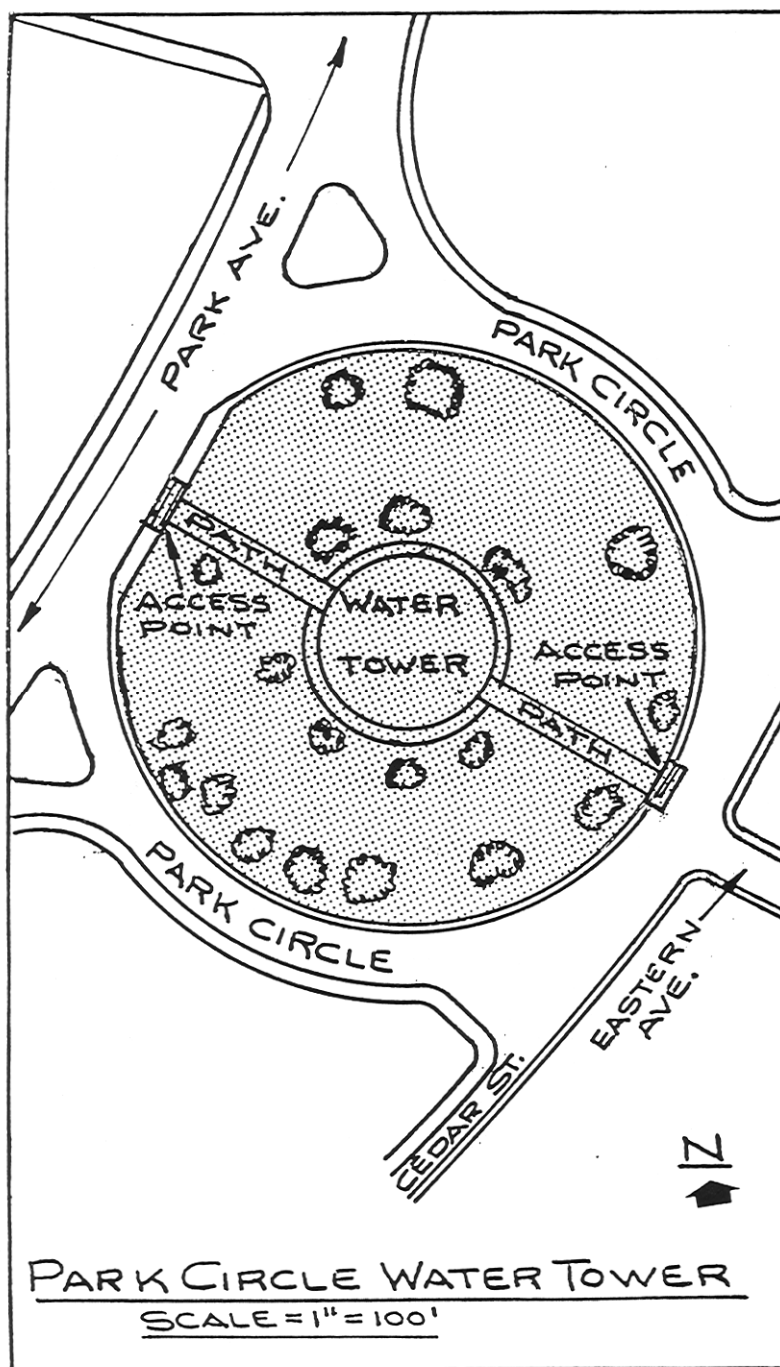 PARK AVE.
PARK CIRCLE
PATH
ACCESS
POINT
WATER
TOWER
ACCESS
POINT
PATH
PARK CIRCLE
EASTERN
AVE.
CEDAR ST.
N
PARK CIRCLE WATER TOWER
SCALE = 1" = 100'